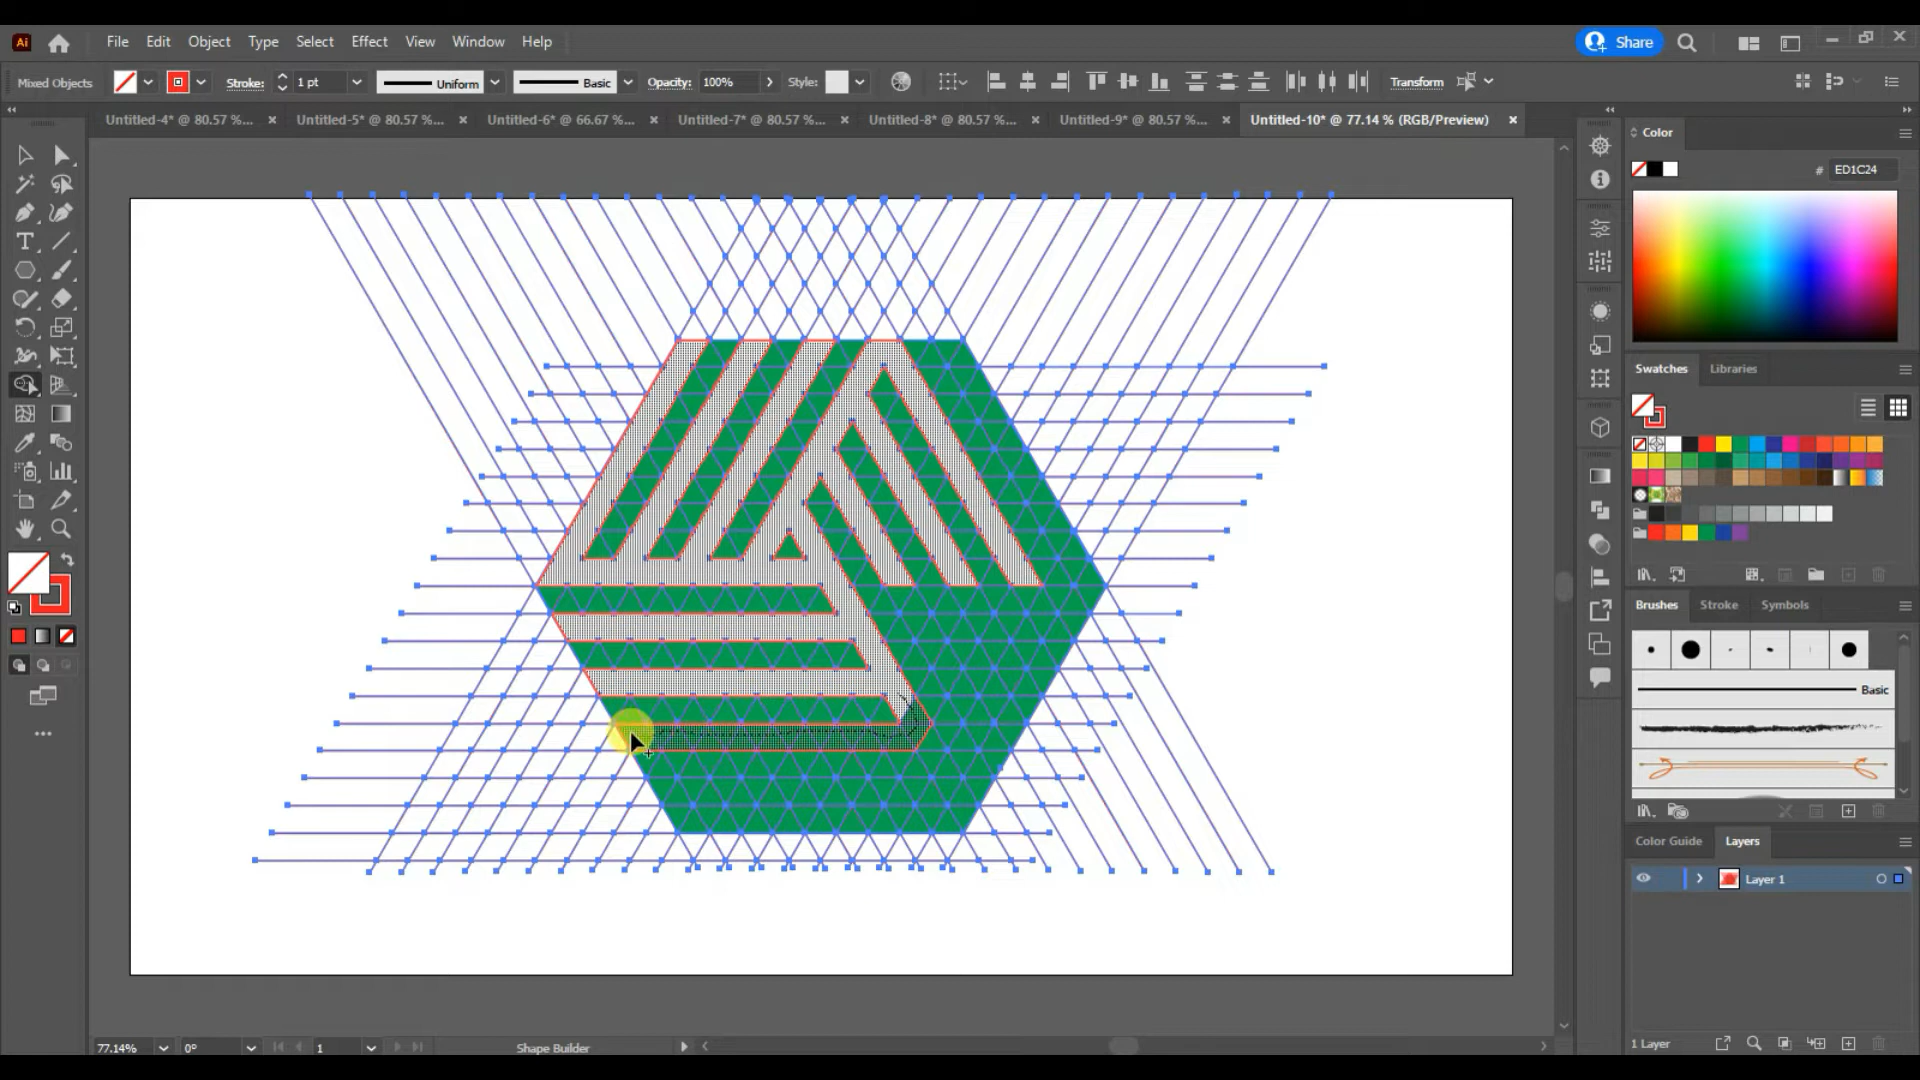 Ai File Edit Object Type Select Effect View Window Help Share
Mixed Objects Stroke: 1 pt Uniform Basic Opacity: 100% Style: Transform
Untitled-4* @ 80.57 %... Untitled-5* @ 80.57 %... Untitled-6* @ 66.67 %... Untitled-7* @ 80.57 %... Untitled-8* @ 80.57 %... Untitled-9* @ 80.57 %... Untitled-10* @ 77.14 % (RGB/Preview)
Color
# ED1C24
Swatches Libraries
Brushes Stroke Symbols
Basic
Color Guide Layers
Layer 1
77.14% 0° 1 Shape Builder 1 Layer